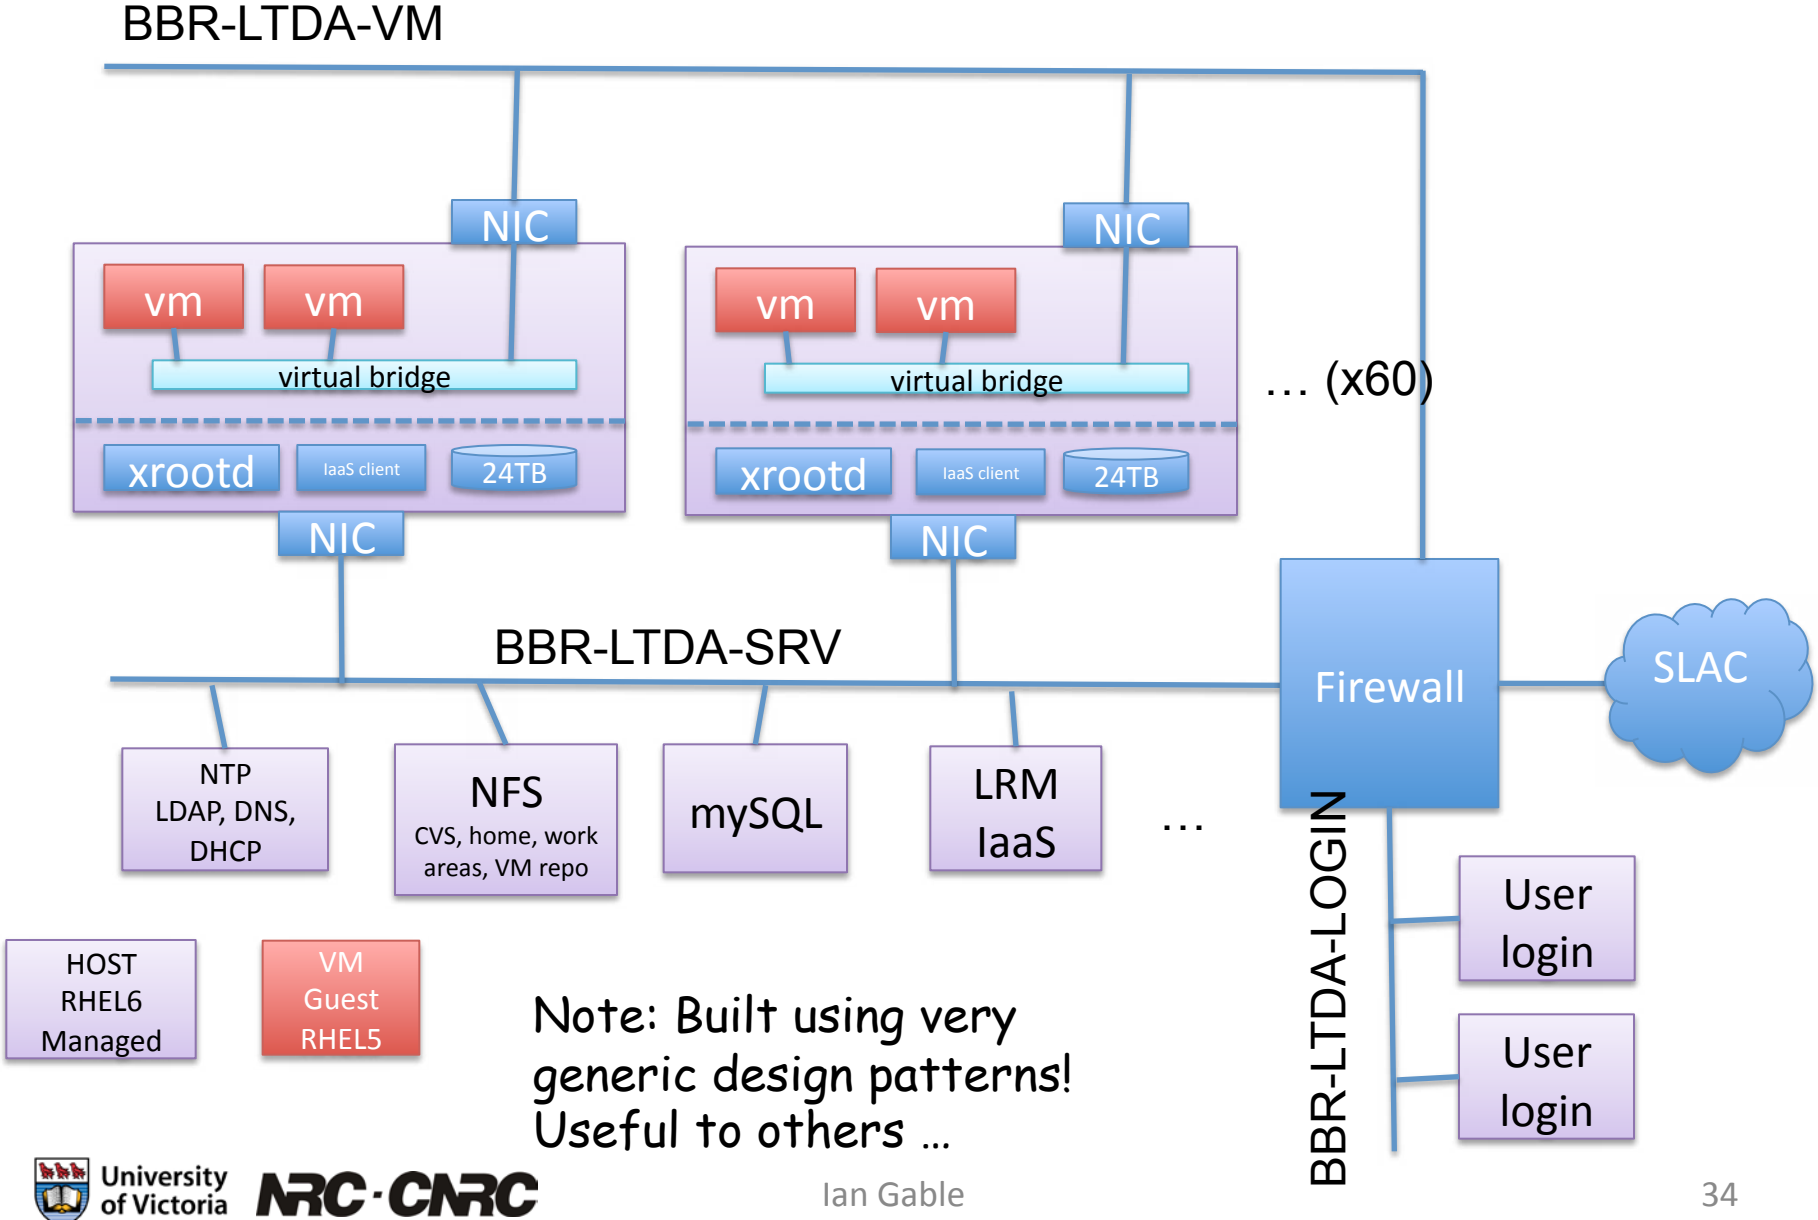 BBR-LTDA-VM
NIC
NIC
vm
vm
vm
vm
virtual bridge
virtual bridge
... (x60)
xrootd
IaaS client
24TB
xrootd
IaaS client
24TB
NIC
NIC
BBR-LTDA-SRV
Firewall
SLAC
NTP
LDAP, DNS,
DHCP
NFS
CVS, home, work
areas, VM repo
mySQL
LRM
IaaS
...
BBR-LTDA-LOGIN
User
login
User
login
HOST
RHEL6
Managed
VM
Guest
RHEL5
Note: Built using very
generic design patterns!
Useful to others ...
University
of Victoria
NRC·CNRC
Ian Gable
34